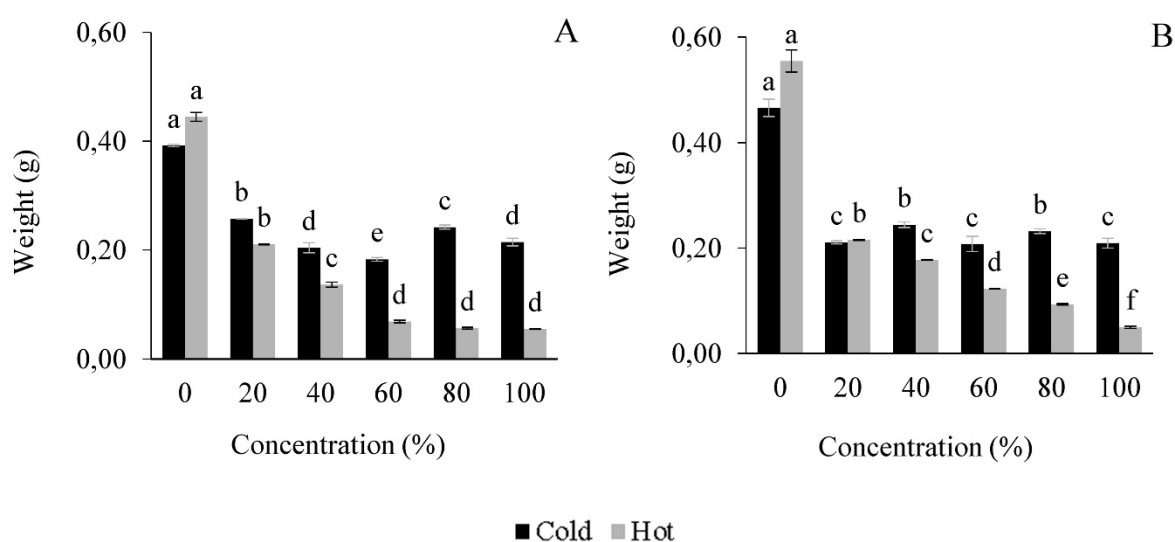 A
0,60
0,40
0,20
0,00
Weight (g)
a a
b b
d c
e d
c d
d d
0 20 40 60 80 100
Concentration (%)
B
0,60
0,40
0,20
0,00
Weight (g)
a a
c b
b c
c d
b e
c f
0 20 40 60 80 100
Concentration (%)
Cold Hot